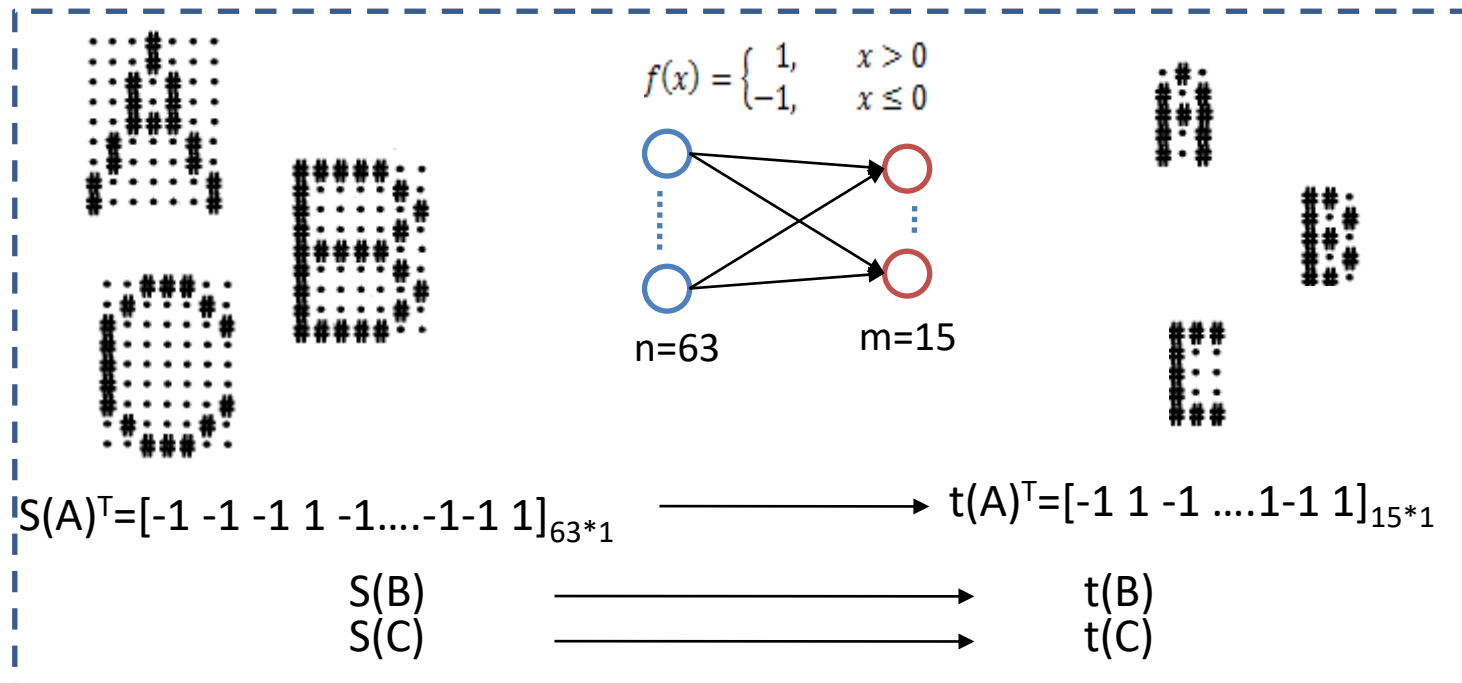 f(x) = { 1, x > 0
−1, x ≤ 0
n=63
m=15
S(A)ᵀ=[-1 -1 -1 1 -1....-1-1 1]₆₃*₁
t(A)ᵀ=[-1 1 -1 ....1-1 1]₁₅*₁
S(B)
t(B)
S(C)
t(C)